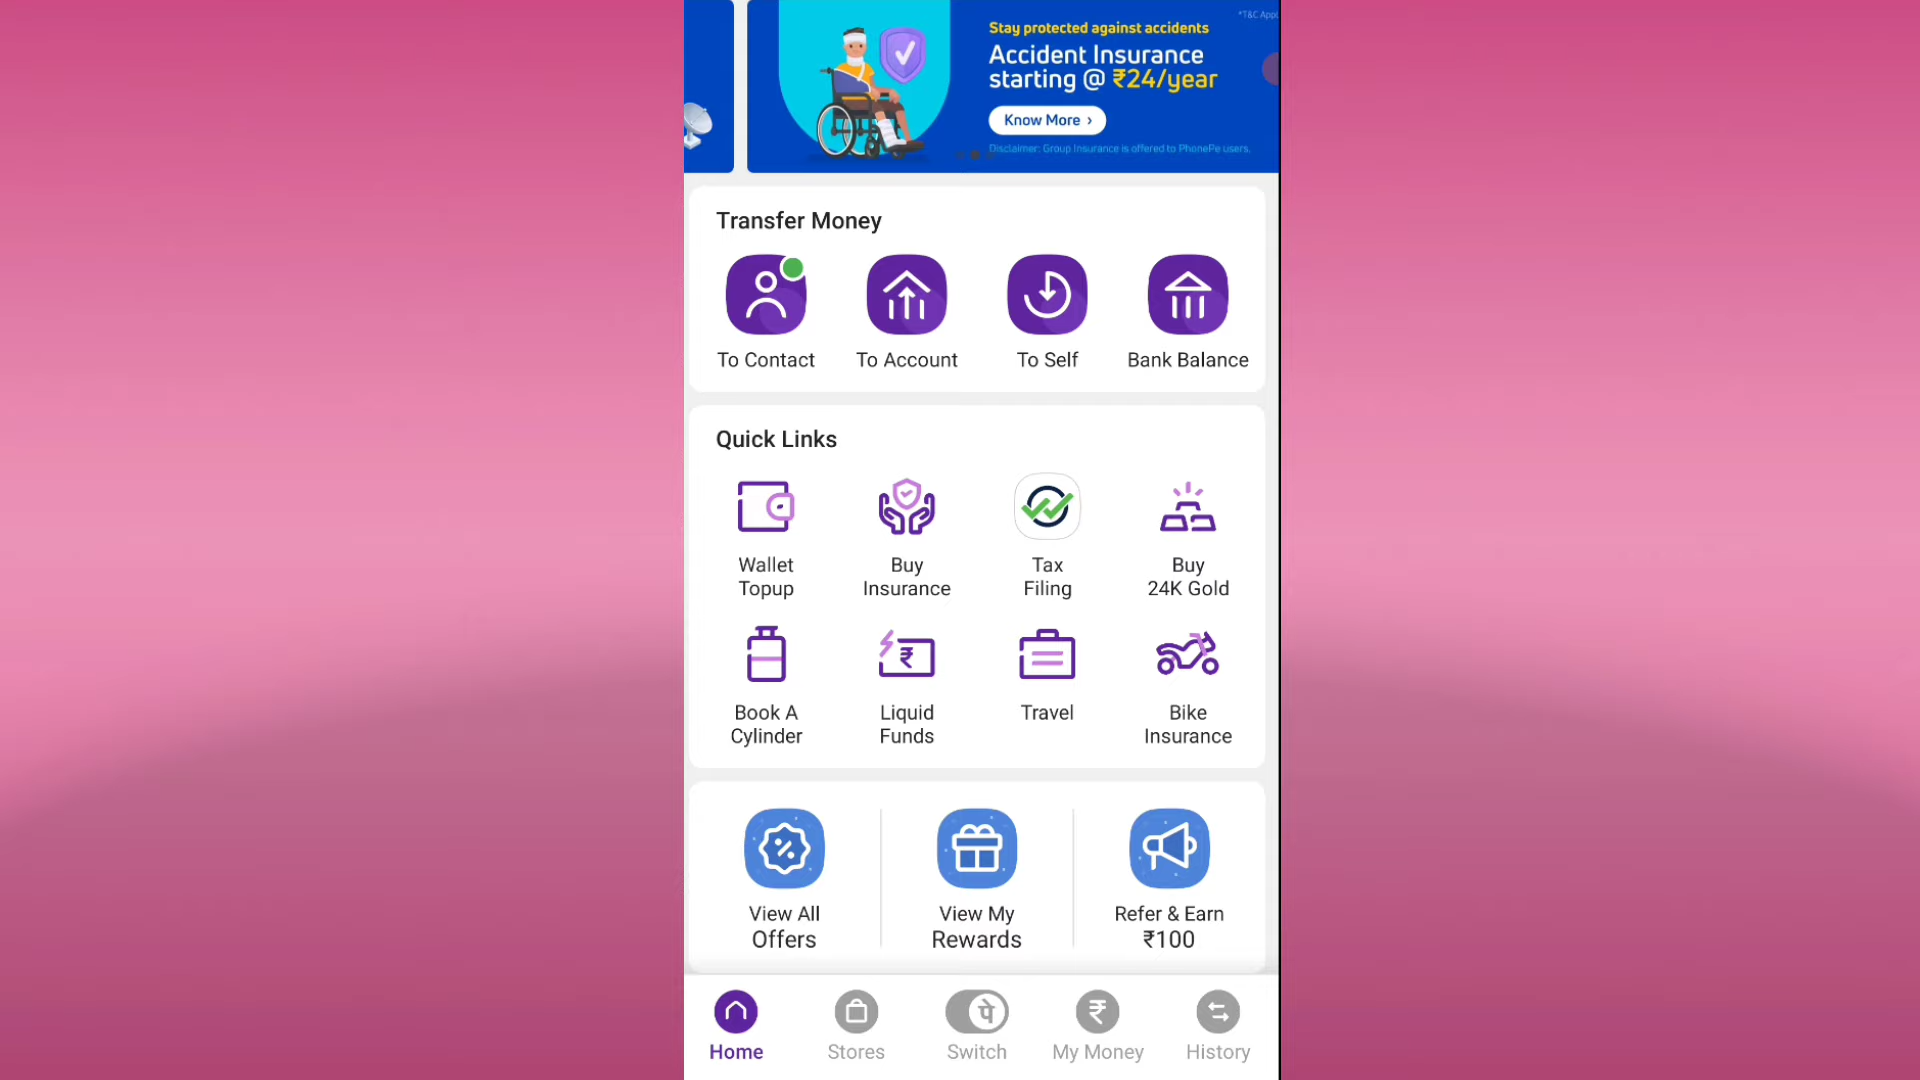 *T&C Appl
Stay protected against accidents
Accident Insurance
starting @ ₹24/year
Know More ›
Disclaimer: Group Insurance is offered to PhonePe users.
Transfer Money
To Contact To Account To Self Bank Balance
Quick Links
Wallet Buy Tax Buy
Topup Insurance Filing 24K Gold
₹
Book A Liquid Travel Bike
Cylinder Funds Insurance
%
View All View My Refer & Earn
Offers Rewards ₹100
पे ₹
Home Stores Switch My Money History